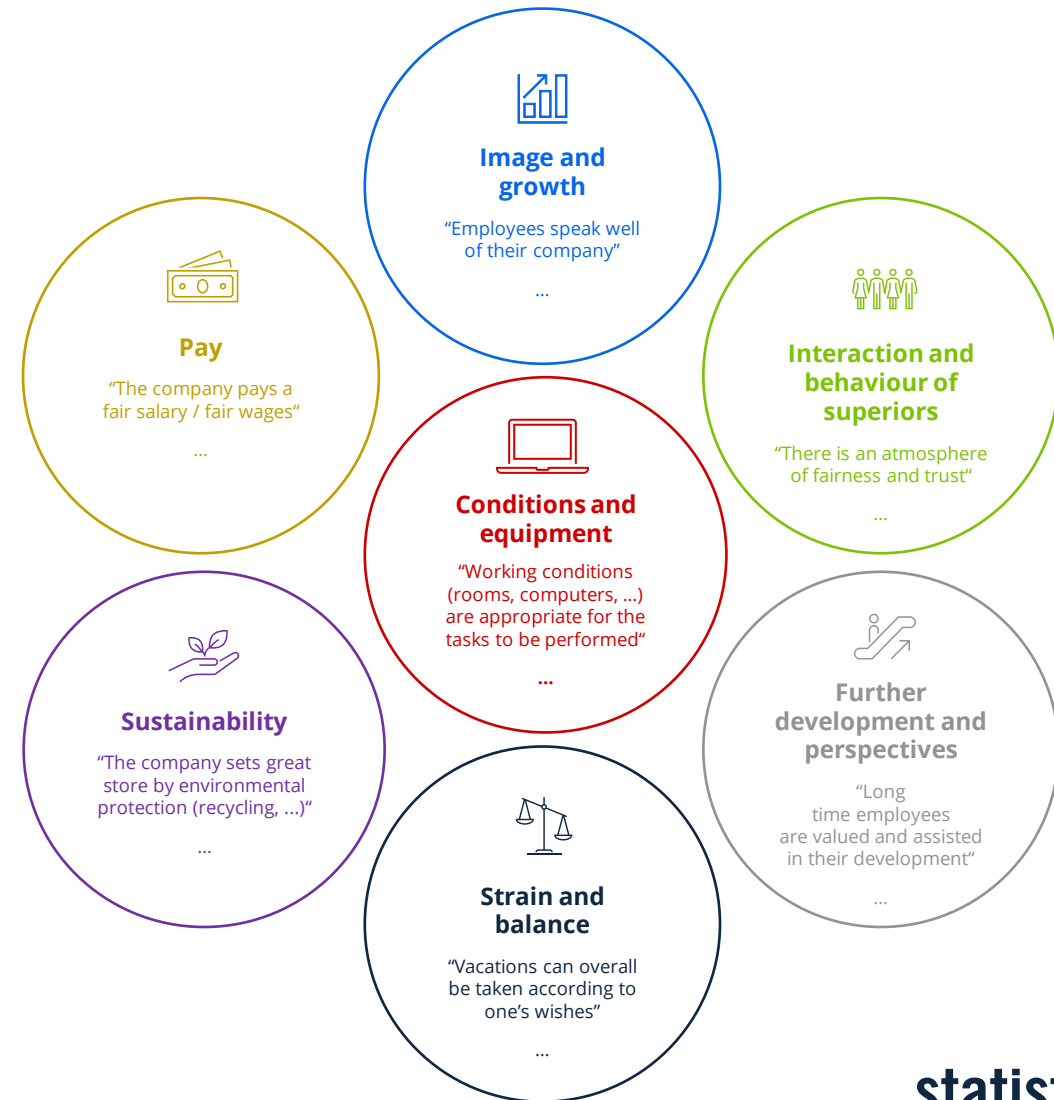 Image and
growth
“Employees speak well
of their company”
...
Pay
“The company pays a
fair salary / fair wages“
...
Interaction and
behaviour of
superiors
“There is an atmosphere
of fairness and trust“
...
Conditions and
equipment
“Working conditions
(rooms, computers, ...)
are appropriate for the
tasks to be performed“
...
Sustainability
“The company sets great
store by environmental
protection (recycling, ...)“
...
Further
development and
perspectives
“Long
time employees
are valued and assisted
in their development“
...
Strain and
balance
“Vacations can overall
be taken according to
one’s wishes”
...